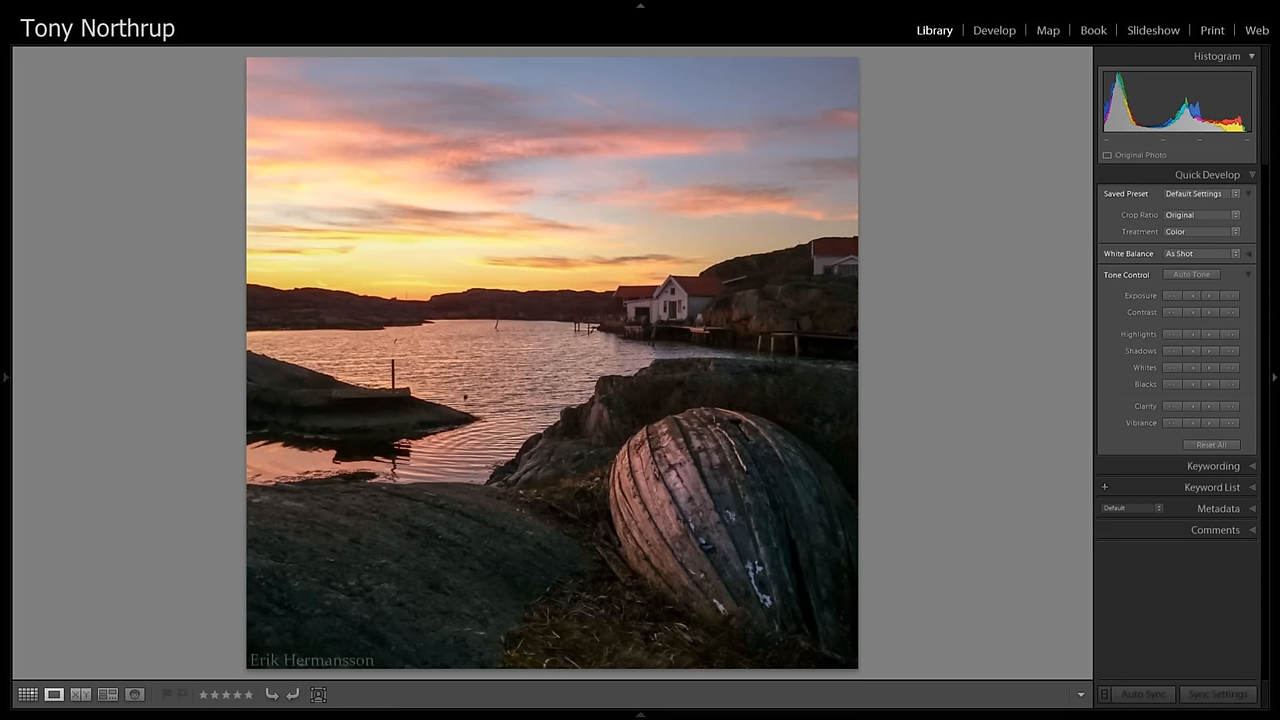 Tony Northrup
Library | Develop | Map | Book | Slideshow | Print | Web
Histogram
Original Photo
Quick Develop
Saved Preset Default Settings
Crop Ratio Original
Treatment Color
White Balance As Shot
Tone Control Auto Tone
Exposure
Contrast
Highlights
Shadows
Whites
Blacks
Clarity
Vibrance
Reset All
Keywording
+ Keyword List
Default Metadata
Comments
Erik Hermansson
XY
Auto Sync Sync Settings